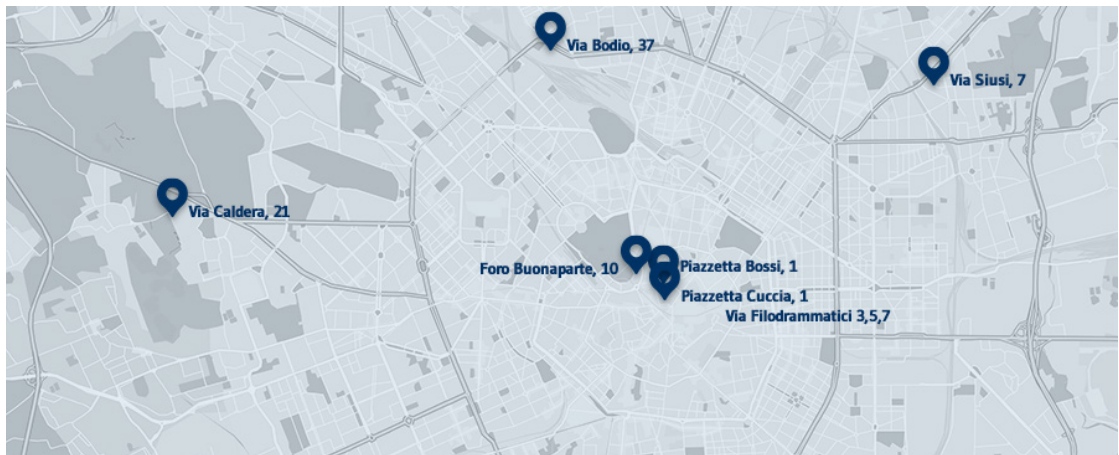 Via Bodio, 37
Via Siusi, 7
Via Caldera, 21
Foro Buonaparte, 10
Piazzetta Bossi, 1
Piazzetta Cuccia, 1
Via Filodrammatici 3,5,7